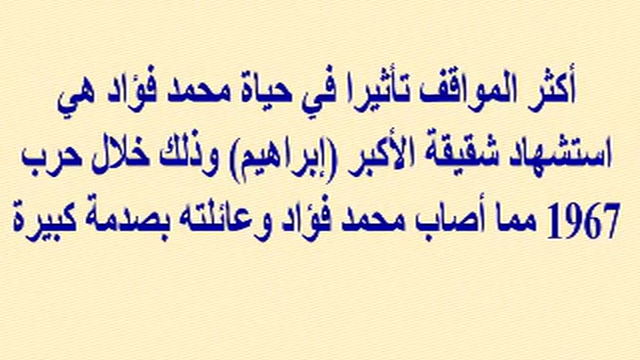 أكثر المواقف تأثيرا في حياة محمد فؤاد هي
استشهاد شقيقة الأكبر (إبراهيم) وذلك خلال حرب
1967 مما أصاب محمد فؤاد وعائلته بصدمة كبيرة